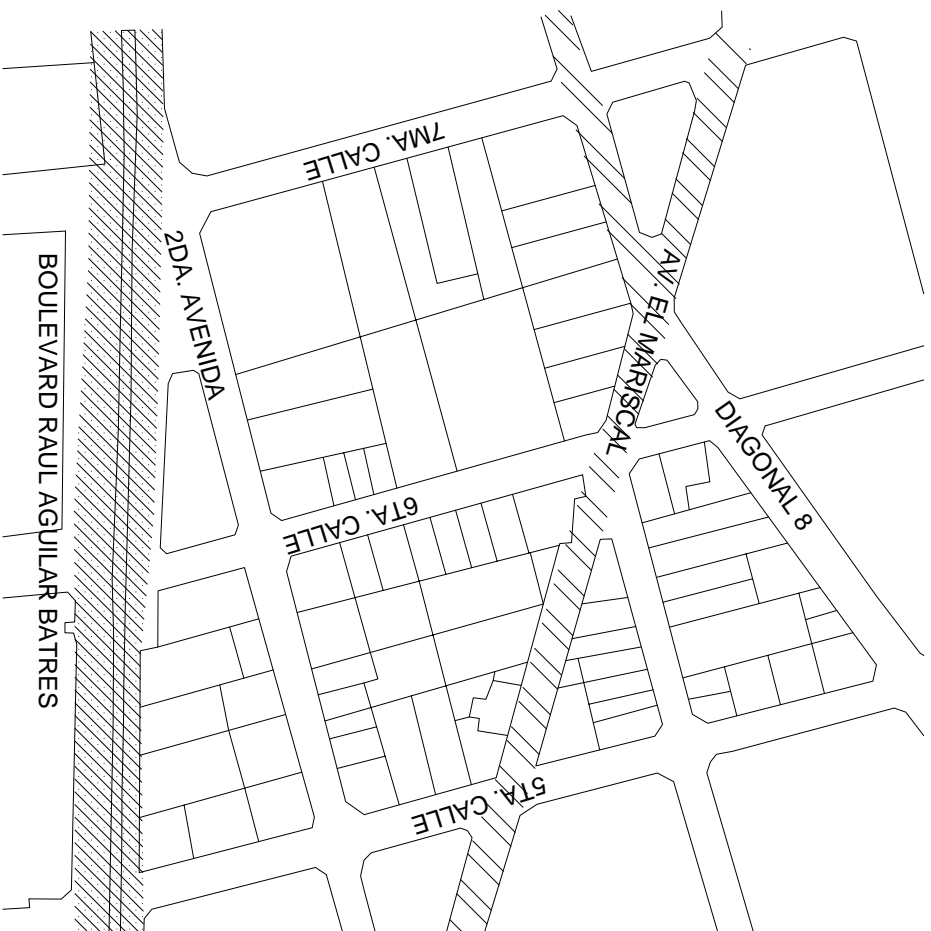 7MA. CALLE
2DA. AVENIDA
BOULEVARD RAUL AGUILAR BATRES
AV. EL MARISCAL
DIAGONAL 8
6TA. CALLE
5TA. CALLE